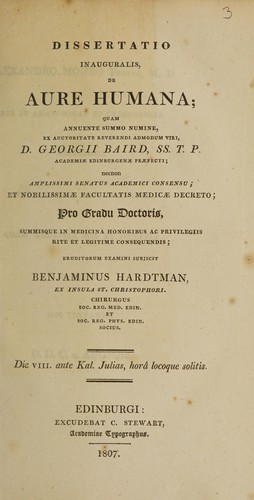 3
DISSERTATIO
INAUGURALIS,
DE
AURE HUMANA;
QUAM
ANNUENTE SUMMO NUMINE,
EX AUCTORITATE REVERENDI ADMODUM VIRI,
D. GEORGII BAIRD, SS. T. P.
ACADEMIÆ EDINBURGENÆ PRÆFECTI;
necnon
AMPLISSIMI SENATUS ACADEMICI CONSENSU;
ET NOBILISSIMÆ FACULTATIS MEDICÆ DECRETO;
Pro Gradu Doctoris,
SUMMISQUE IN MEDICINA HONORIBUS AC PRIVILEGIIS
RITE ET LEGITIME CONSEQUENDIS;
ERUDITORUM EXAMINI SUBJICIT
BENJAMINUS HARDTMAN,
EX INSULA ST. CHRISTOPHORI.
CHIRURGUS
SOC. REG. MED. EDIN.
ET
SOC. REG. PHYS. EDIN.
SOCIUS.
Die VIII. ante Kal. Julias, horâ locoque solitis.
EDINBURGI:
EXCUDEBAT C. STEWART,
Academiae Typographus.
1807.